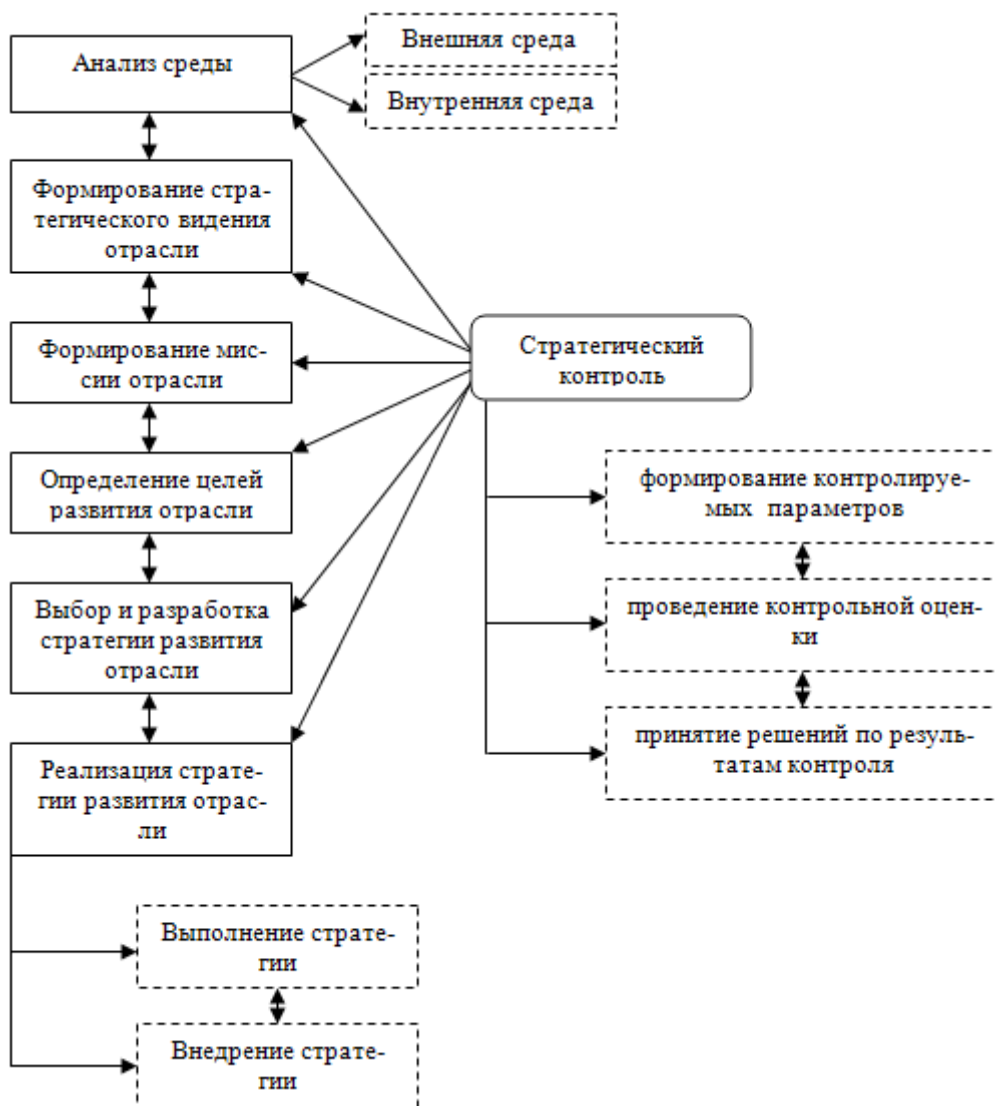 Анализ среды
Внешняя среда
Внутренняя среда
Формирование стра-
тегического видения
отрасли
Формирование мис-
сии отрасли
Стратегический
контроль
Определение целей
развития отрасли
формирование контролируе-
мых параметров
Выбор и разработка
стратегии развития
отрасли
проведение контрольной оцен-
ки
принятие решений по резуль-
татам контроля
Реализация страте-
гии развития отрас-
ли
Выполнение страте-
гии
Внедрение страте-
гии